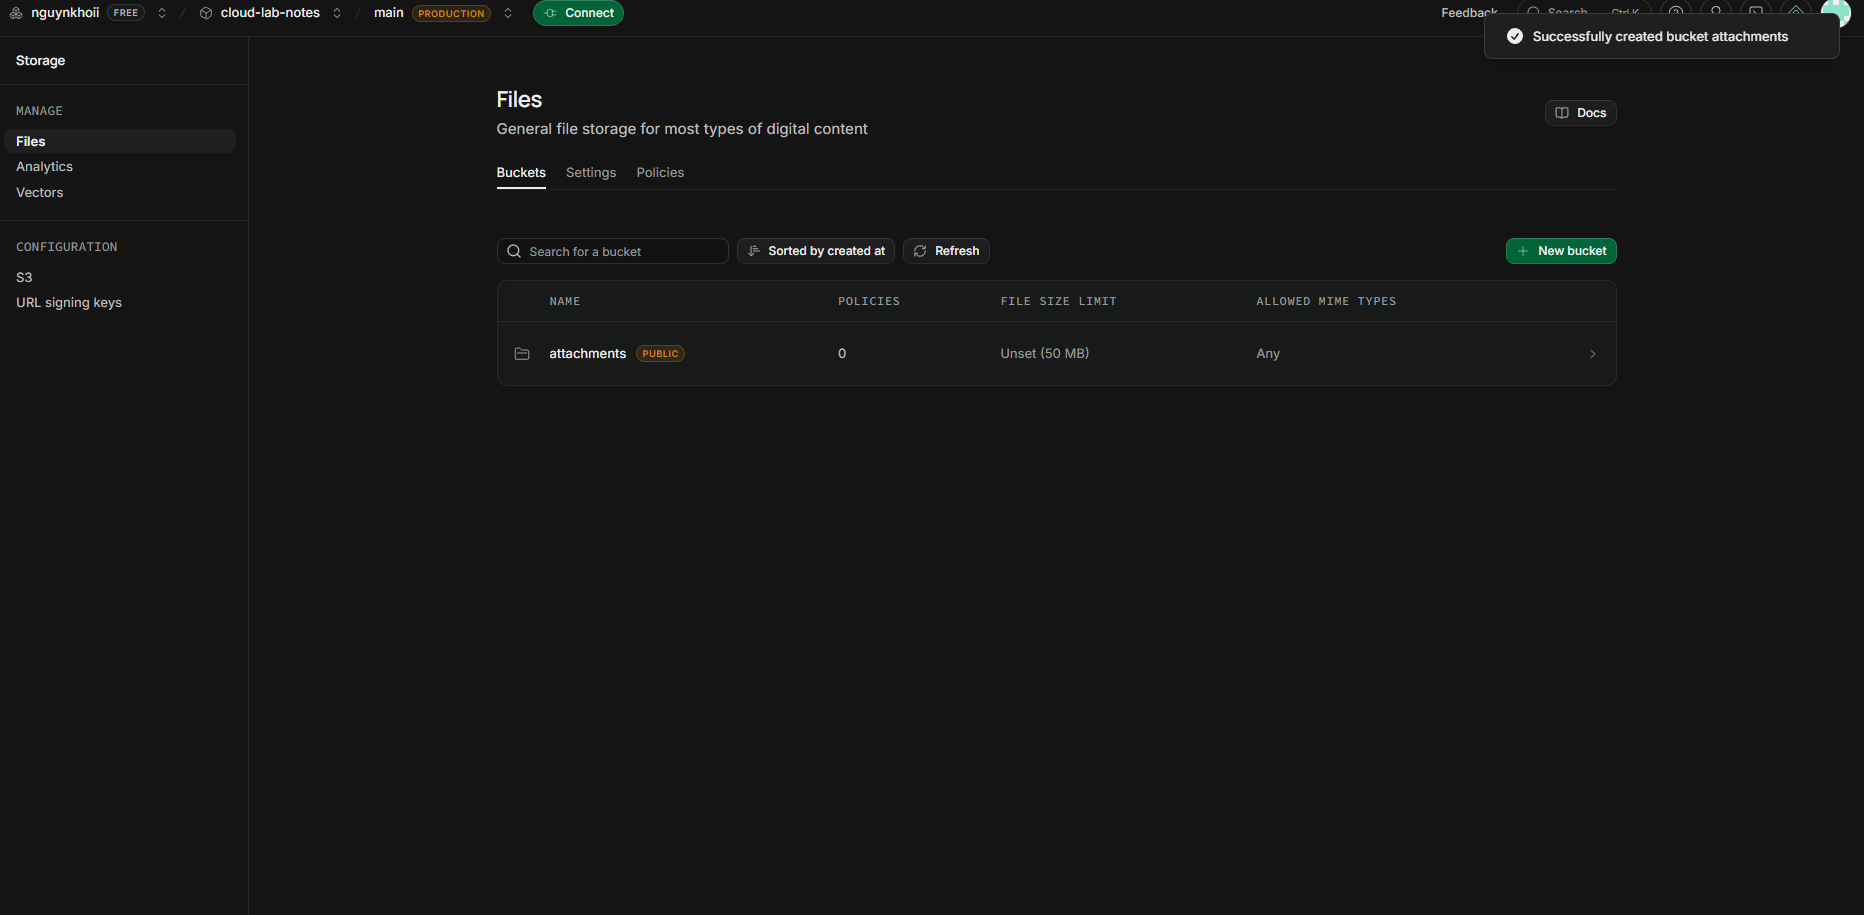 nguynkhoii FREE / cloud-lab-notes / main PRODUCTION Connect Feedback Search Ctrl K
Successfully created bucket attachments
Storage
MANAGE
Files
Analytics
Vectors
CONFIGURATION
S3
URL signing keys
Files
General file storage for most types of digital content
Docs
Buckets Settings Policies
Search for a bucket Sorted by created at Refresh New bucket
NAME POLICIES FILE SIZE LIMIT ALLOWED MIME TYPES
attachments PUBLIC 0 Unset (50 MB) Any